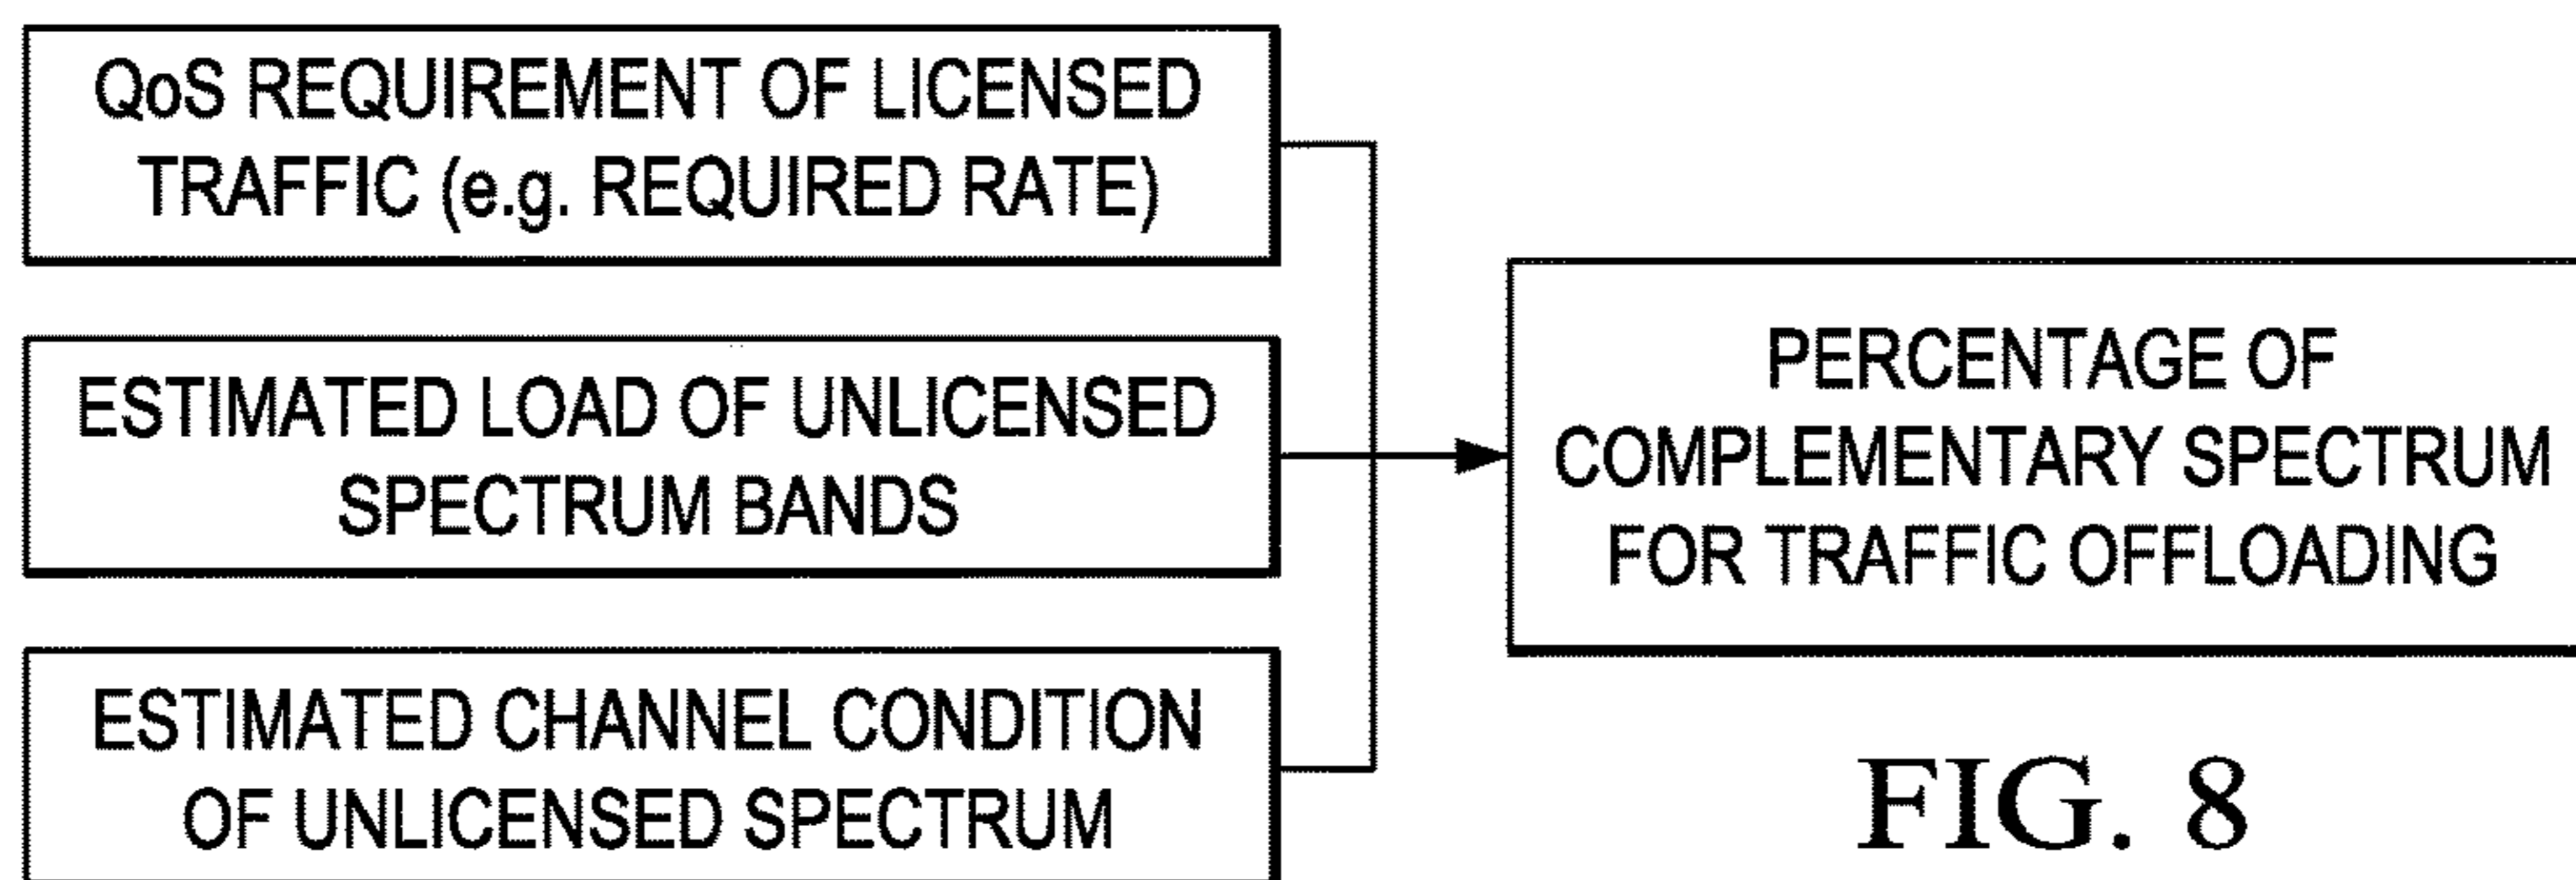 QoS REQUIREMENT OF LICENSED
TRAFFIC (e.g. REQUIRED RATE)
ESTIMATED LOAD OF UNLICENSED
SPECTRUM BANDS
ESTIMATED CHANNEL CONDITION
OF UNLICENSED SPECTRUM
PERCENTAGE OF
COMPLEMENTARY SPECTRUM
FOR TRAFFIC OFFLOADING
FIG. 8